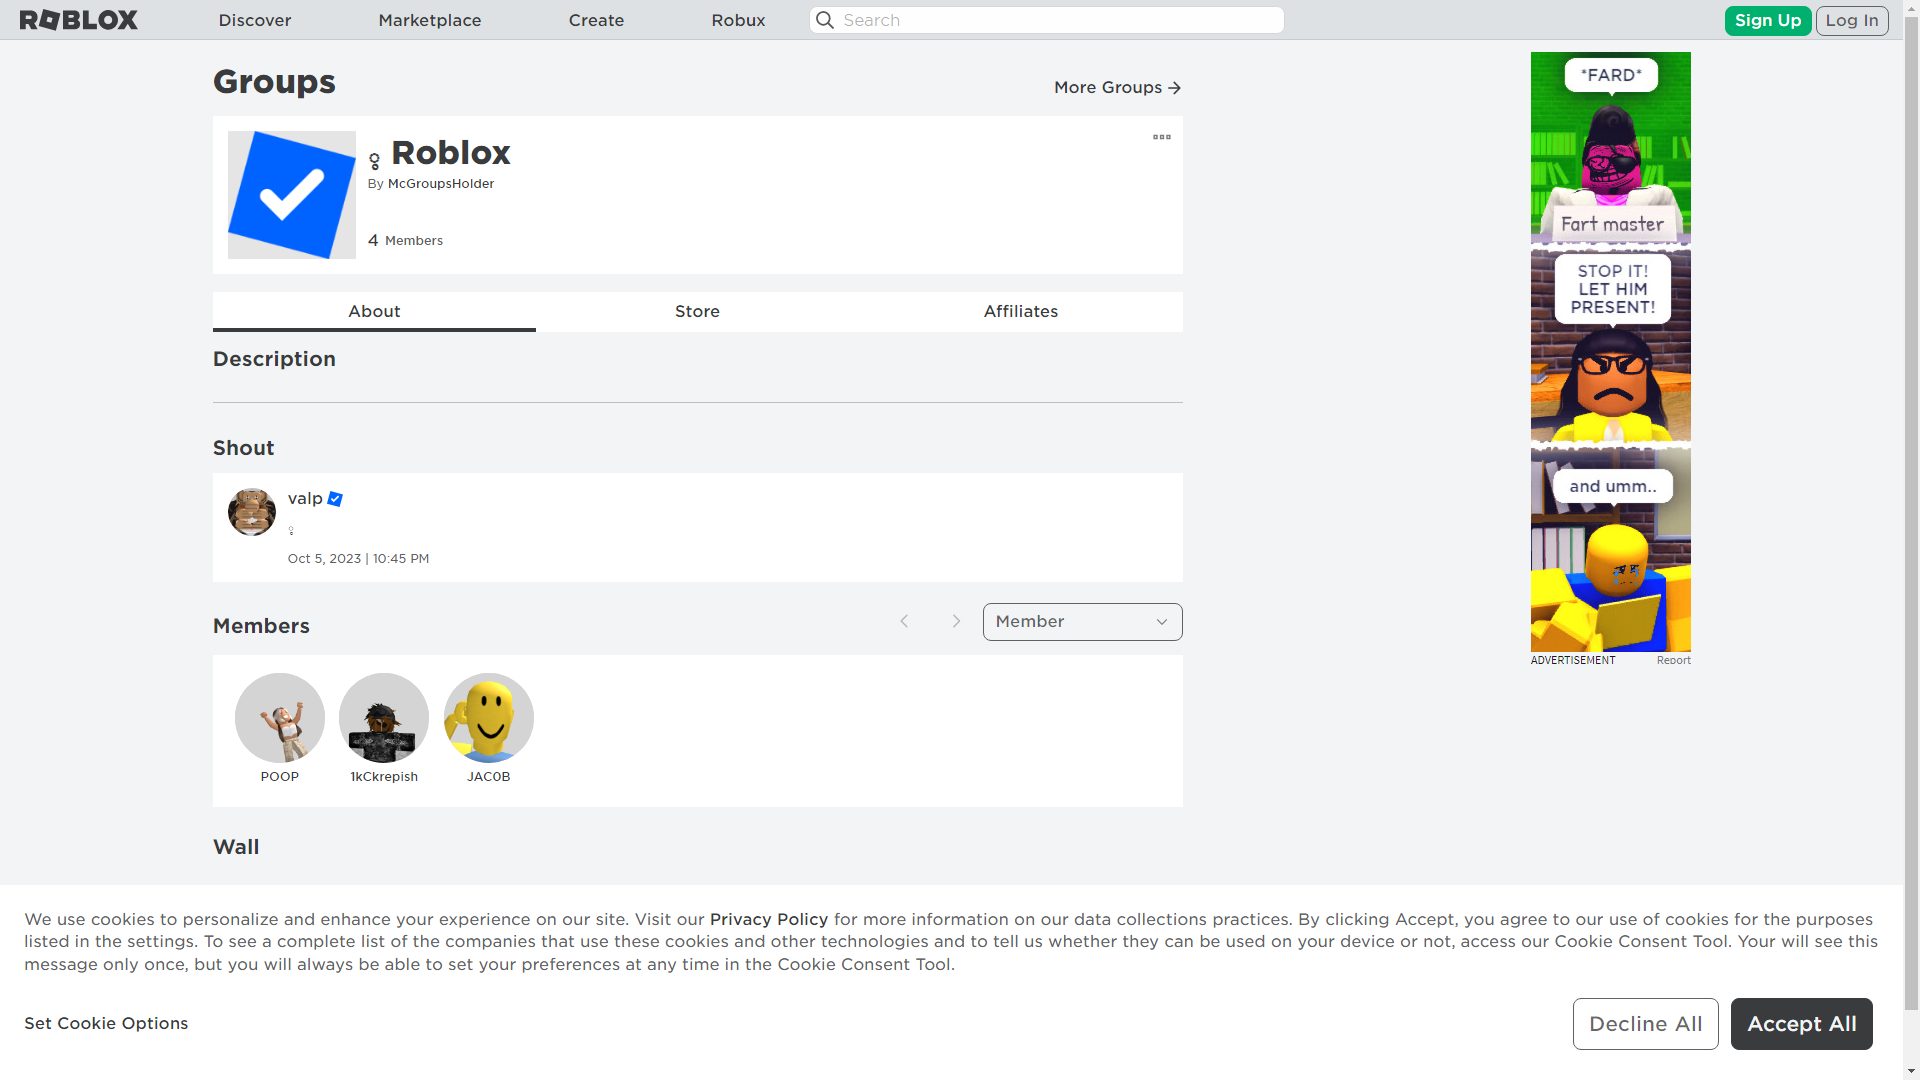 ROBLOX
Discover
Marketplace
Create
Robux
Search
Sign Up
Log In
Groups
More Groups →
Roblox
By McGroupsHolder
4 Members
About
Store
Affiliates
Description
Shout
valp
Oct 5, 2023 | 10:45 PM
Members
Member
POOP
1kCkrepish
JAC0B
Wall
*FARD*
Fart master
STOP IT!
LET HIM
PRESENT!
and umm..
ADVERTISEMENT
Report
We use cookies to personalize and enhance your experience on our site. Visit our Privacy Policy for more information on our data collections practices. By clicking Accept, you agree to our use of cookies for the purposes
listed in the settings. To see a complete list of the companies that use these cookies and other technologies and to tell us whether they can be used on your device or not, access our Cookie Consent Tool. Your will see this
message only once, but you will always be able to set your preferences at any time in the Cookie Consent Tool.
Set Cookie Options
Decline All
Accept All